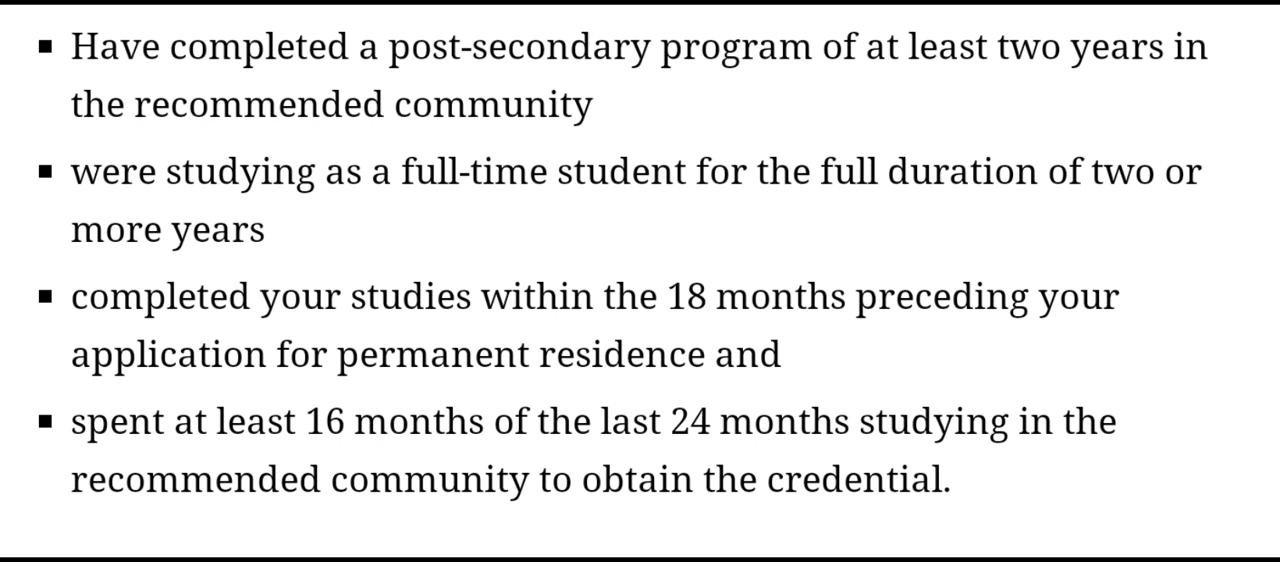 ▪ Have completed a post-secondary program of at least two years in
the recommended community
▪ were studying as a full-time student for the full duration of two or
more years
▪ completed your studies within the 18 months preceding your
application for permanent residence and
▪ spent at least 16 months of the last 24 months studying in the
recommended community to obtain the credential.